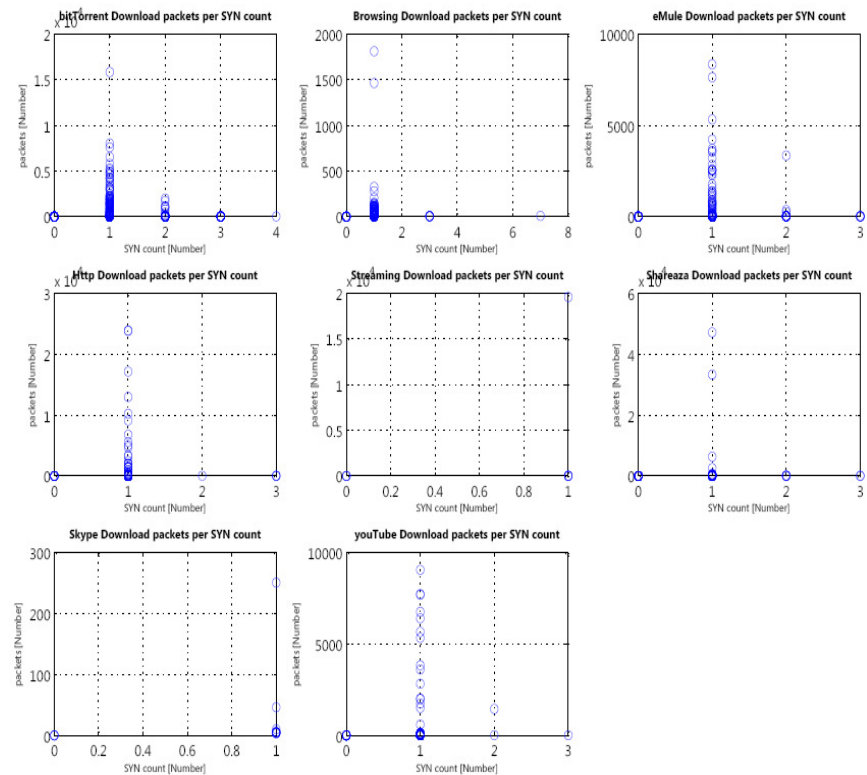 bitTorrent Download packets per SYN count
x 10⁴
2
1.5
1
0.5
0
packets [Number]
0 1 2 3 4
SYN count [Number]
Browsing Download packets per SYN count
2000
1500
1000
500
0
packets [Number]
0 2 4 6 8
SYN count [Number]
eMule Download packets per SYN count
10000
5000
0
packets [Number]
0 1 2 3
SYN count [Number]
Http Download packets per SYN count
x 10⁴
3
2
1
0
packets [Number]
0 1 2 3
SYN count [Number]
Streaming Download packets per SYN count
x 10⁴
2
1.5
1
0.5
0
packets [Number]
0 0.2 0.4 0.6 0.8 1
SYN count [Number]
Shareaza Download packets per SYN count
x 10⁴
6
4
2
0
packets [Number]
0 1 2 3
SYN count [Number]
Skype Download packets per SYN count
300
200
100
0
packets [Number]
0 0.2 0.4 0.6 0.8 1
SYN count [Number]
youTube Download packets per SYN count
10000
5000
0
packets [Number]
0 1 2 3
SYN count [Number]